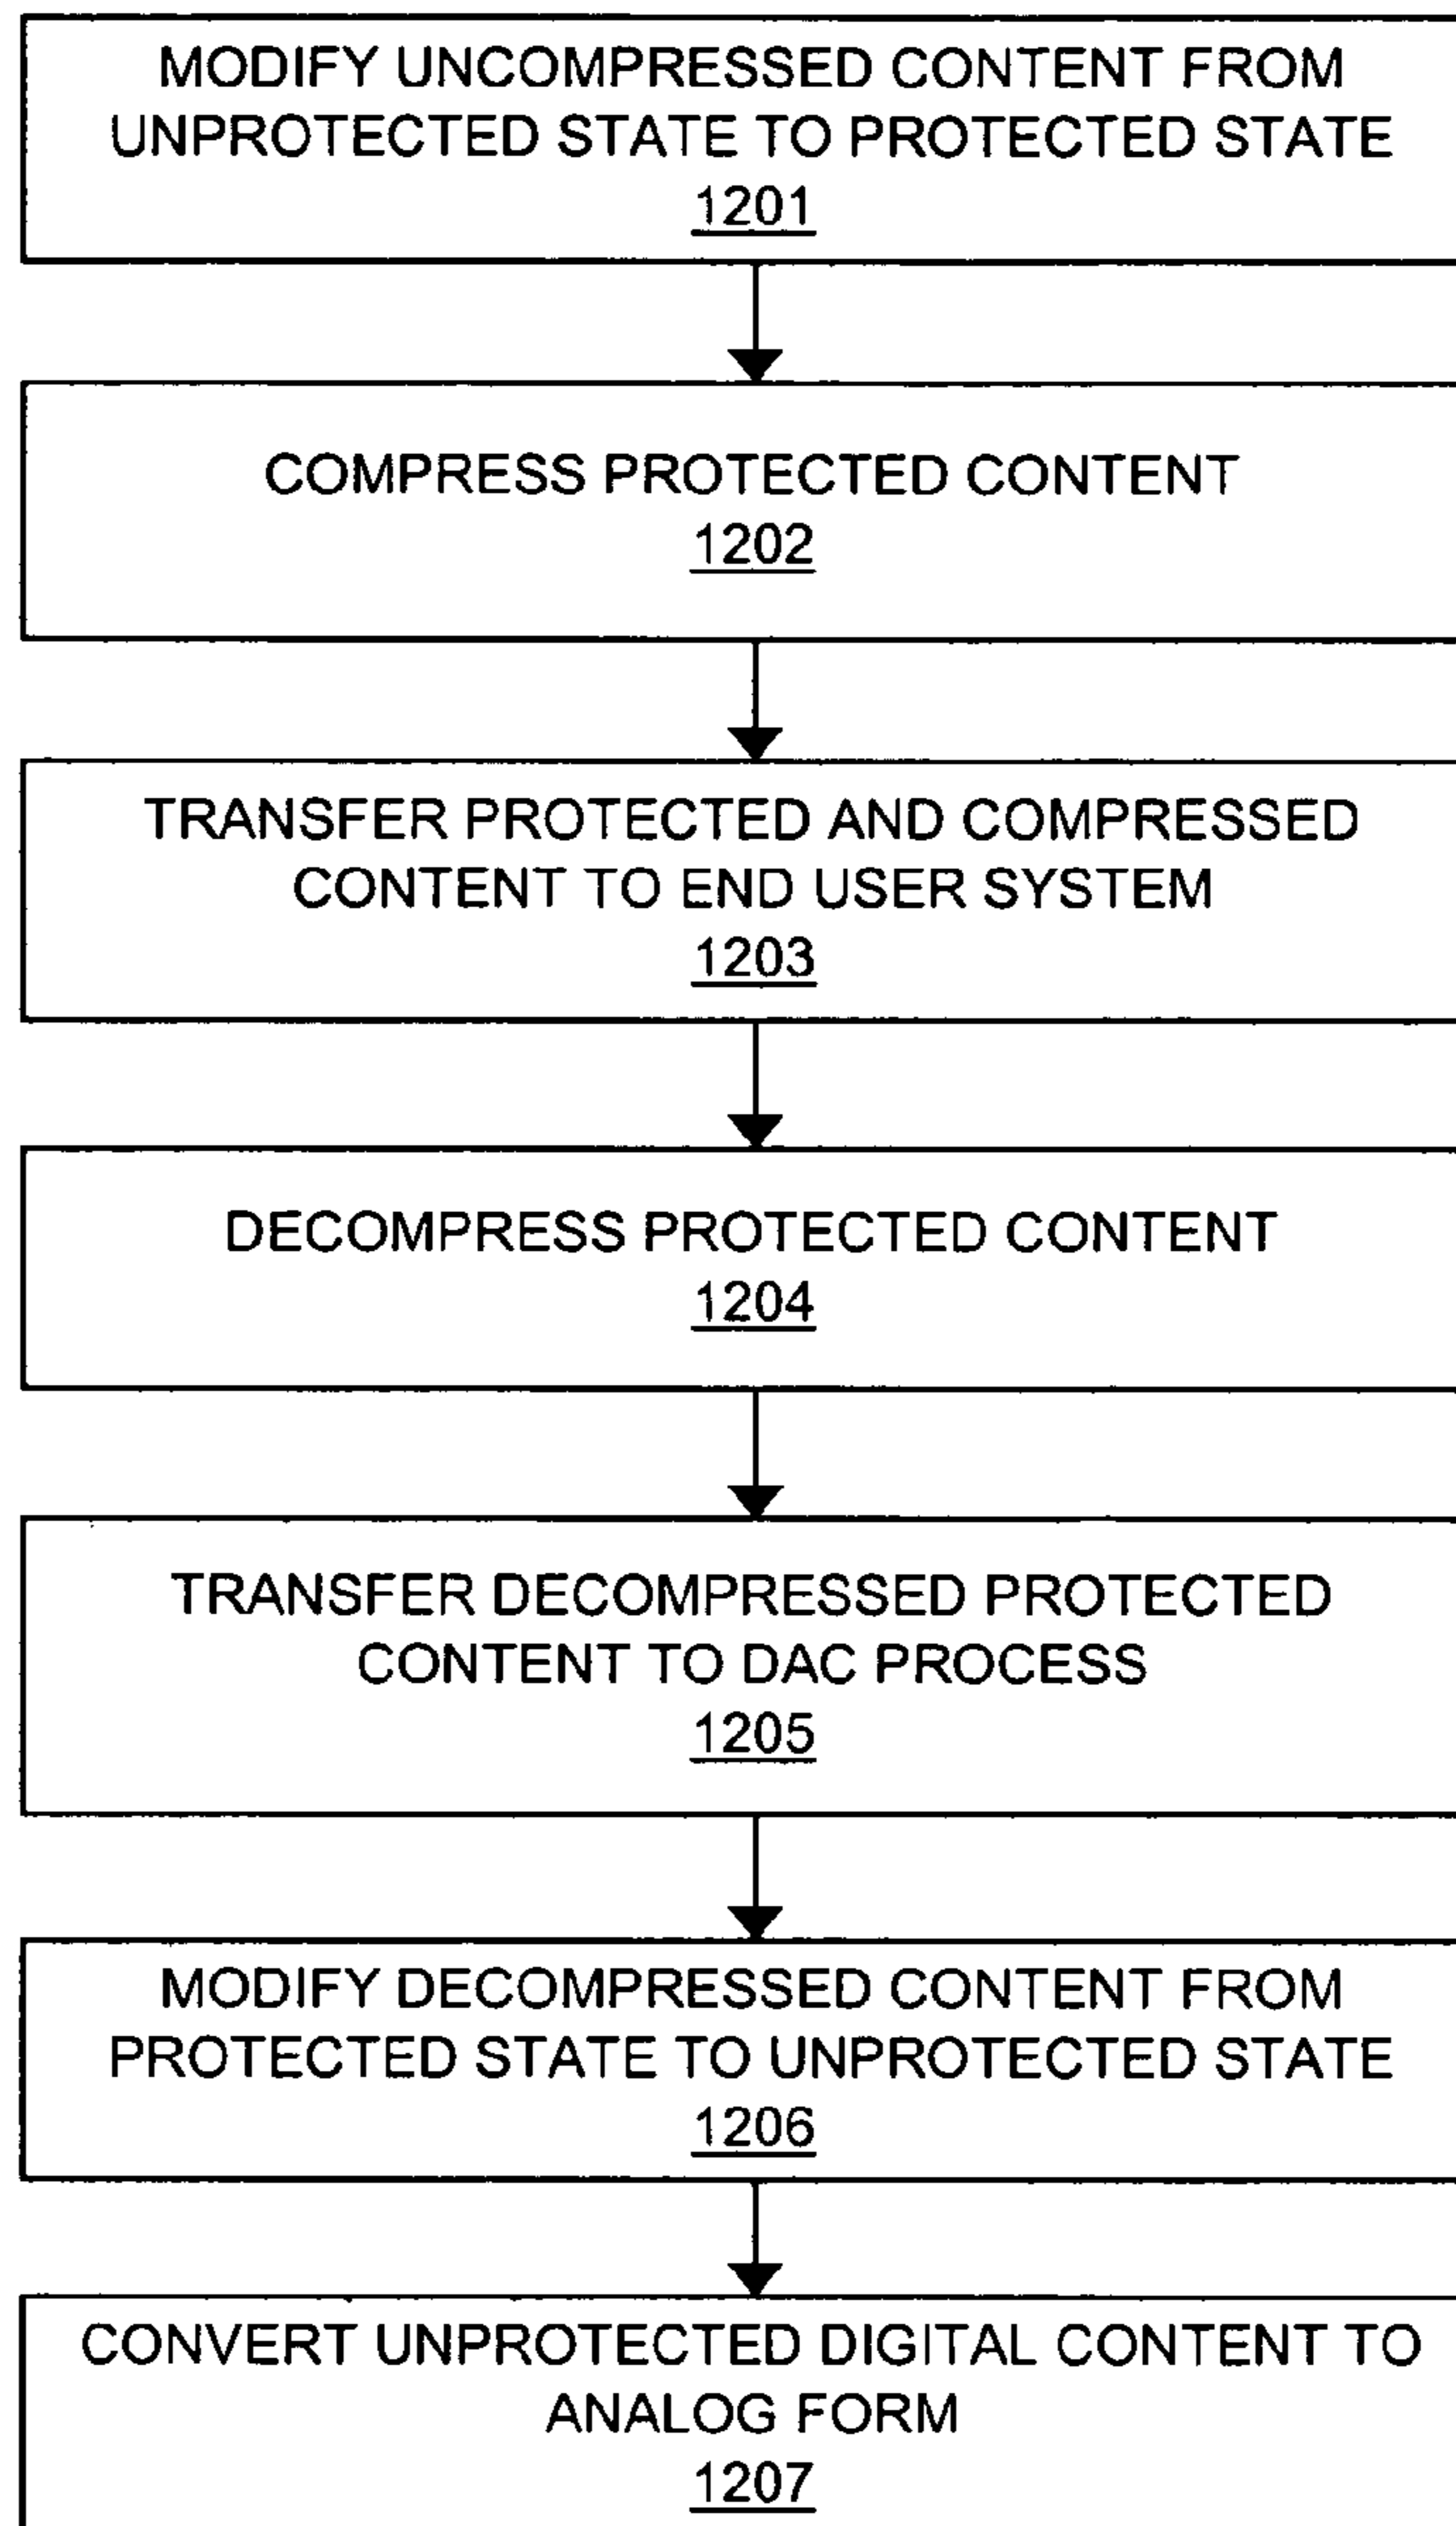 MODIFY UNCOMPRESSED CONTENT FROM
UNPROTECTED STATE TO PROTECTED STATE
1201
COMPRESS PROTECTED CONTENT
1202
TRANSFER PROTECTED AND COMPRESSED
CONTENT TO END USER SYSTEM
1203
DECOMPRESS PROTECTED CONTENT
1204
TRANSFER DECOMPRESSED PROTECTED
CONTENT TO DAC PROCESS
1205
MODIFY DECOMPRESSED CONTENT FROM
PROTECTED STATE TO UNPROTECTED STATE
1206
CONVERT UNPROTECTED DIGITAL CONTENT TO
ANALOG FORM
1207